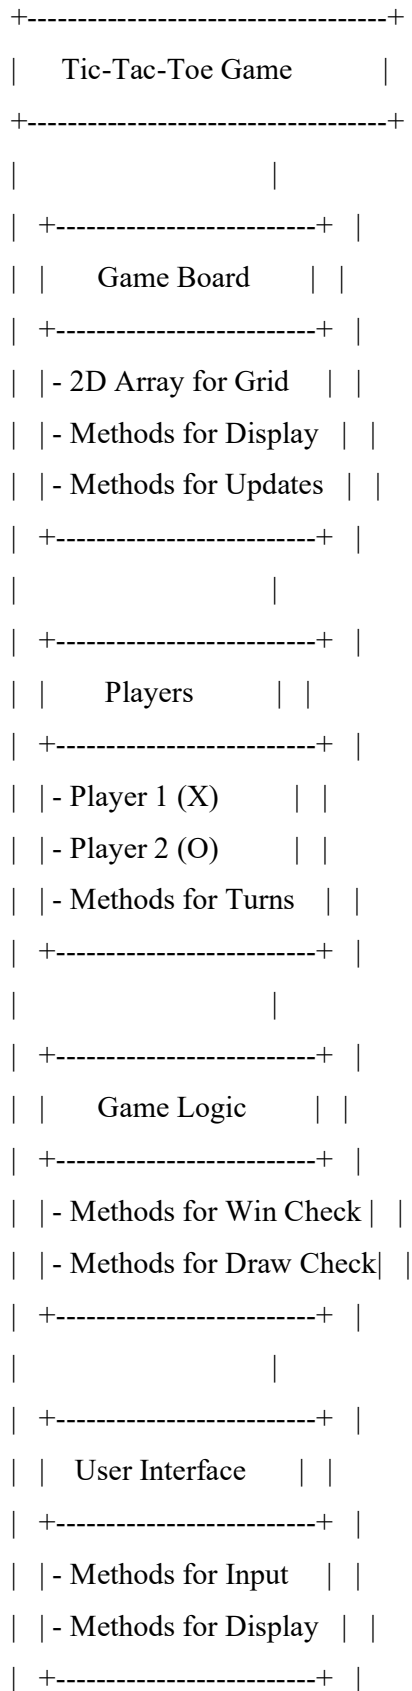 +------------------------------------+
| Tic-Tac-Toe Game |
+------------------------------------+
| |
| +--------------------------+ |
| | Game Board | |
| +--------------------------+ |
| | - 2D Array for Grid | |
| | - Methods for Display | |
| | - Methods for Updates | |
| +--------------------------+ |
| |
| +--------------------------+ |
| | Players | |
| +--------------------------+ |
| | - Player 1 (X) | |
| | - Player 2 (O) | |
| | - Methods for Turns | |
| +--------------------------+ |
| |
| +--------------------------+ |
| | Game Logic | |
| +--------------------------+ |
| | - Methods for Win Check | |
| | - Methods for Draw Check| |
| +--------------------------+ |
| |
| +--------------------------+ |
| | User Interface | |
| +--------------------------+ |
| | - Methods for Input | |
| | - Methods for Display | |
| +--------------------------+ |